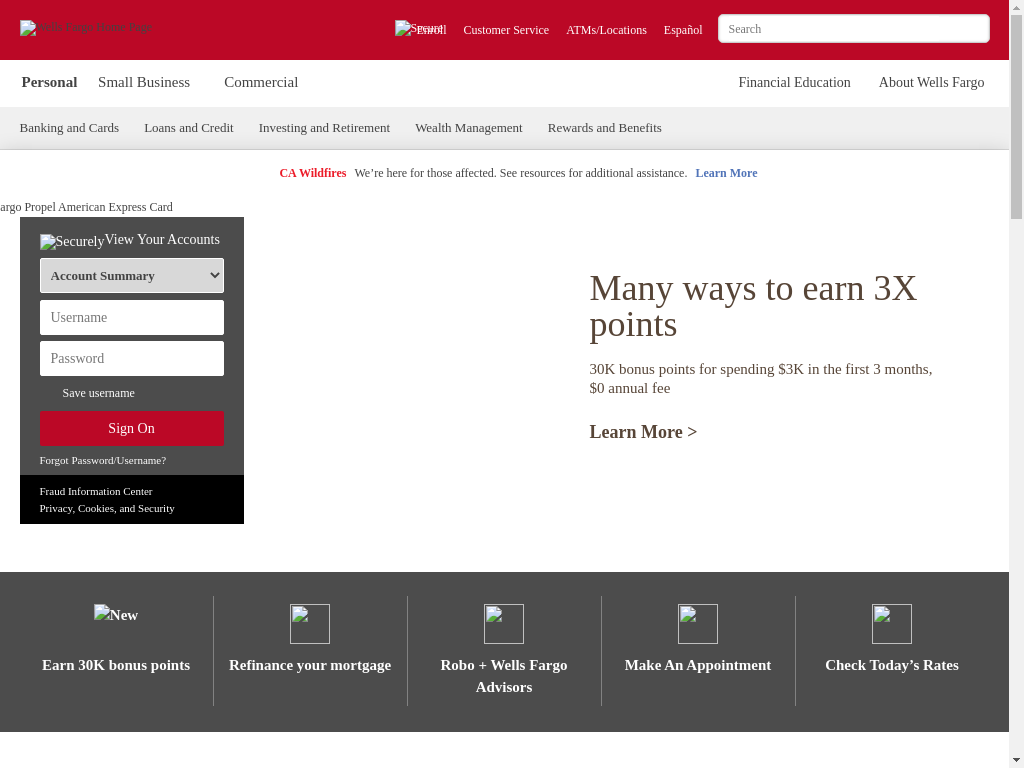 Wells Fargo Home Page
Secure
Enroll
Customer Service
ATMs/Locations
Español
Search
Personal
Small Business
Commercial
Financial Education
About Wells Fargo
Banking and Cards
Loans and Credit
Investing and Retirement
Wealth Management
Rewards and Benefits
CA Wildfires We’re here for those affected. See resources for additional assistance. Learn More
argo Propel American Express Card
Securely View Your Accounts
Account Summary
Username
Password
Save username
Sign On
Forgot Password/Username?
Fraud Information Center
Privacy, Cookies, and Security
Many ways to earn 3X
points
30K bonus points for spending $3K in the first 3 months,
$0 annual fee
Learn More >
New
Earn 30K bonus points
Refinance your mortgage
Robo + Wells Fargo
Advisors
Make An Appointment
Check Today’s Rates